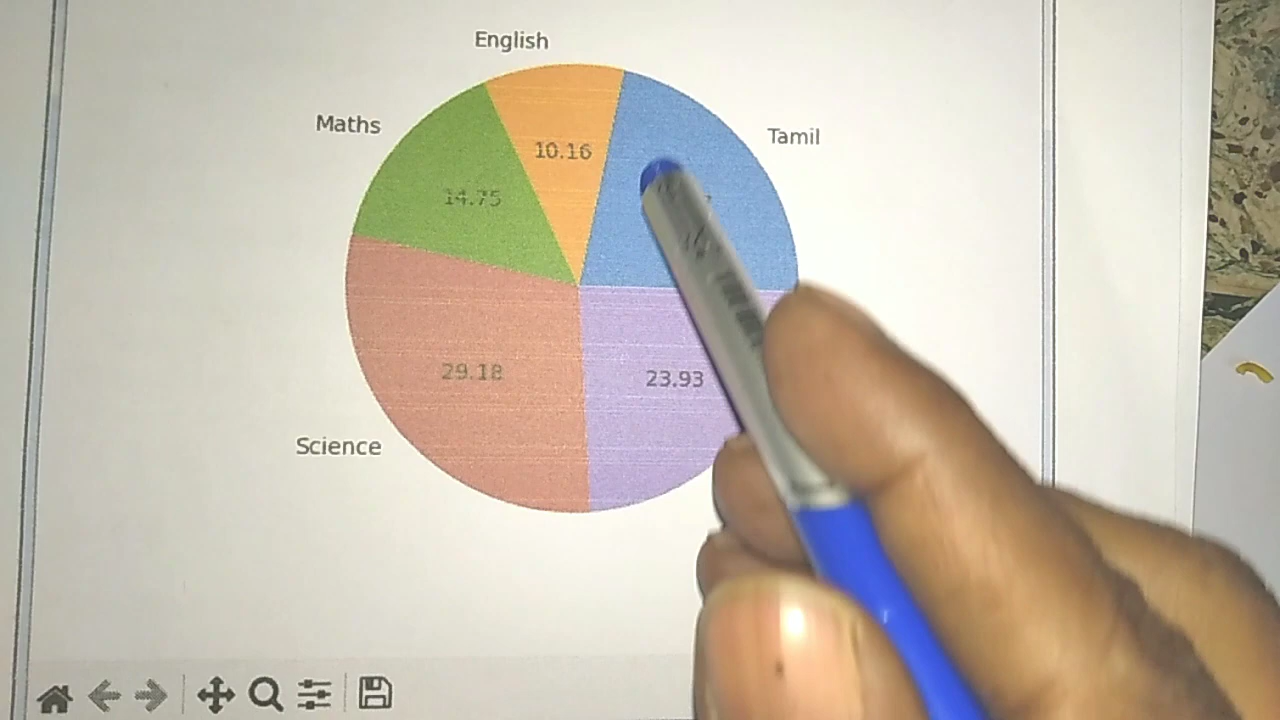 English
Maths
Tamil
10.16
14.75
29.18
23.93
Science